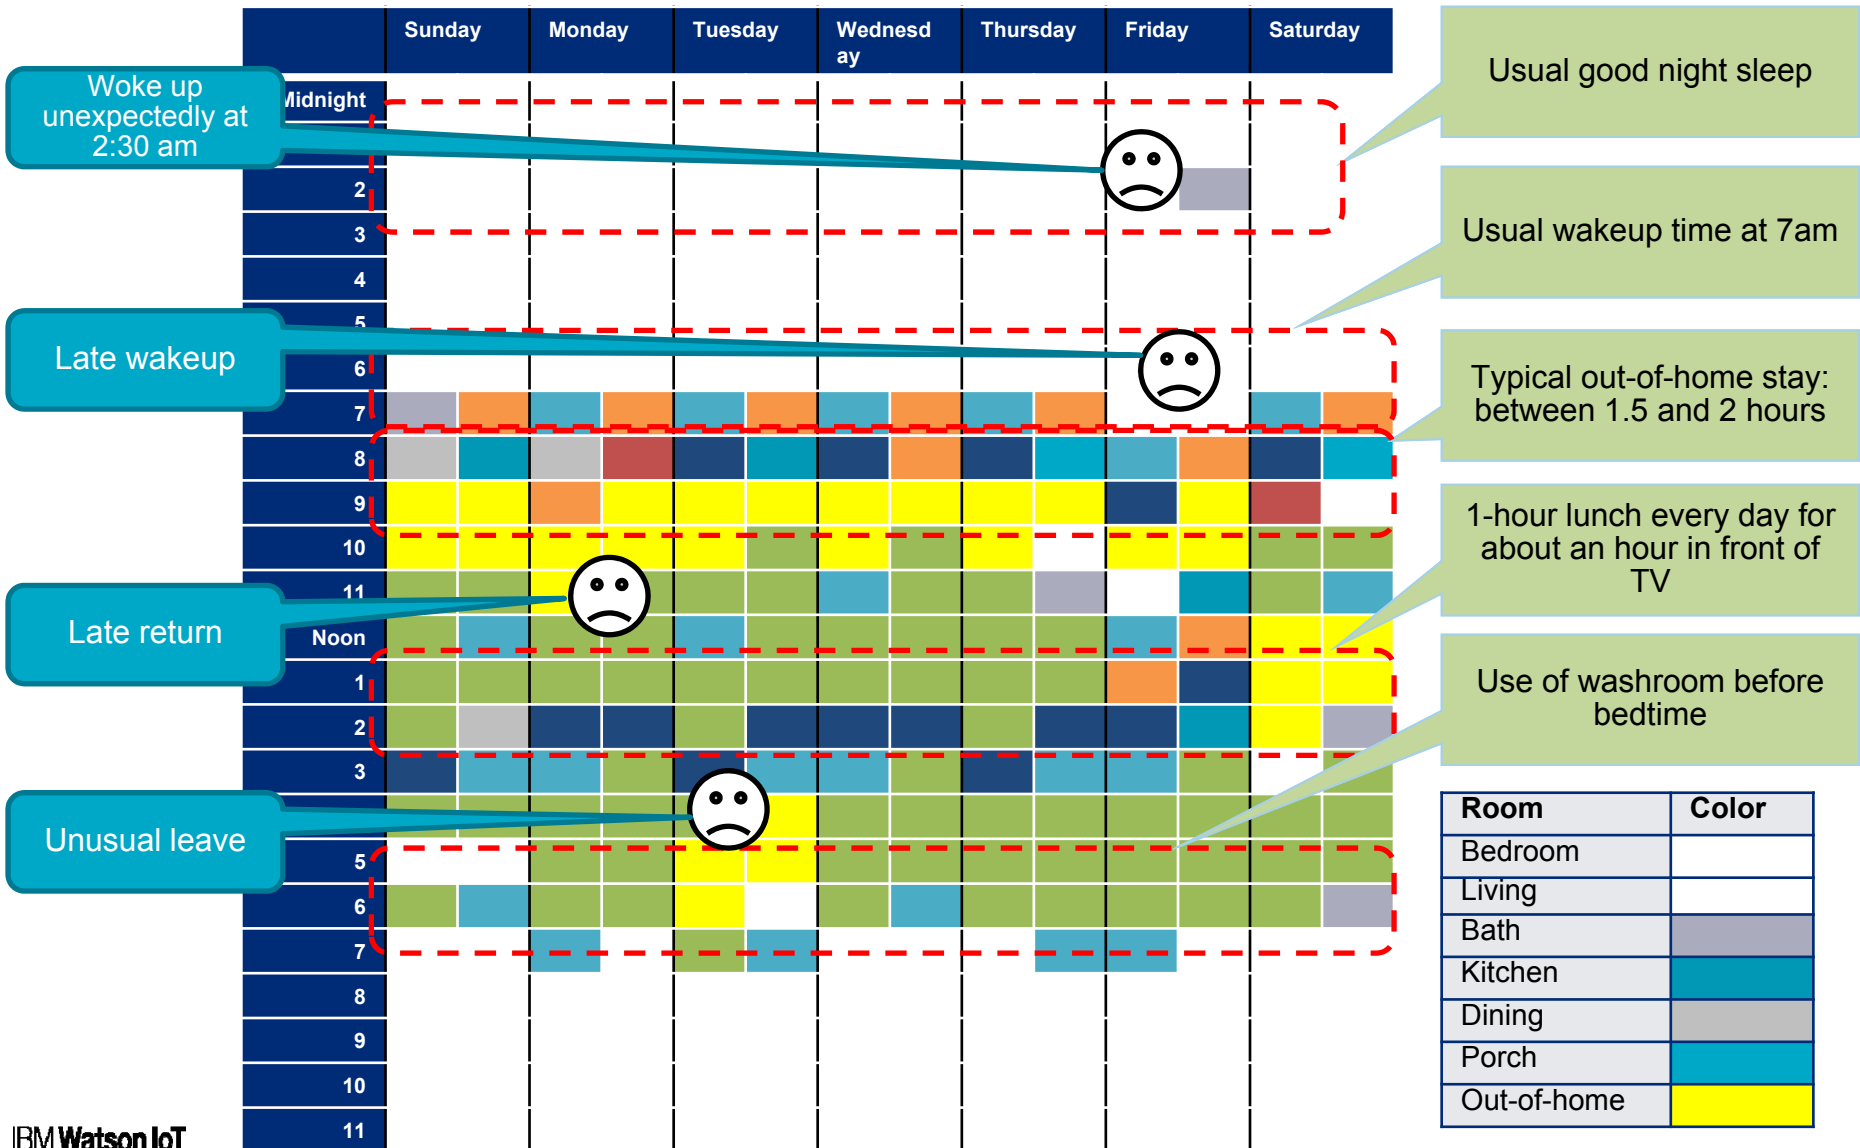 Sunday Monday Tuesday Wednesd Thursday Friday Saturday
ay
Midnight
2
3
4
5
6
7
8
9
10
11
Noon
1
2
3
5
6
7
8
9
10
11
Woke up
unexpectedly at
2:30 am
Late wakeup
Late return
Unusual leave
Usual good night sleep
Usual wakeup time at 7am
Typical out-of-home stay:
between 1.5 and 2 hours
1-hour lunch every day for
about an hour in front of
TV
Use of washroom before
bedtime
Room Color
Bedroom
Living
Bath
Kitchen
Dining
Porch
Out-of-home
IBM Watson IoT